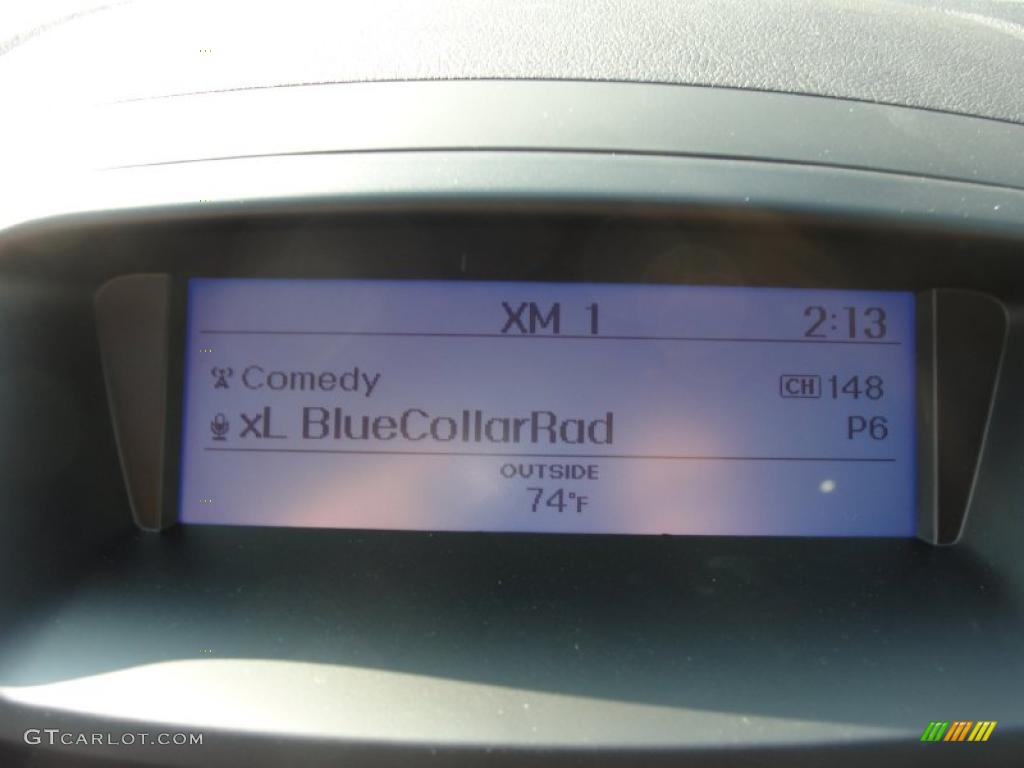 XM 1 2:13
Comedy CH 148
xL BlueCollarRad P6
OUTSIDE
74°F
GTCARLOT.COM